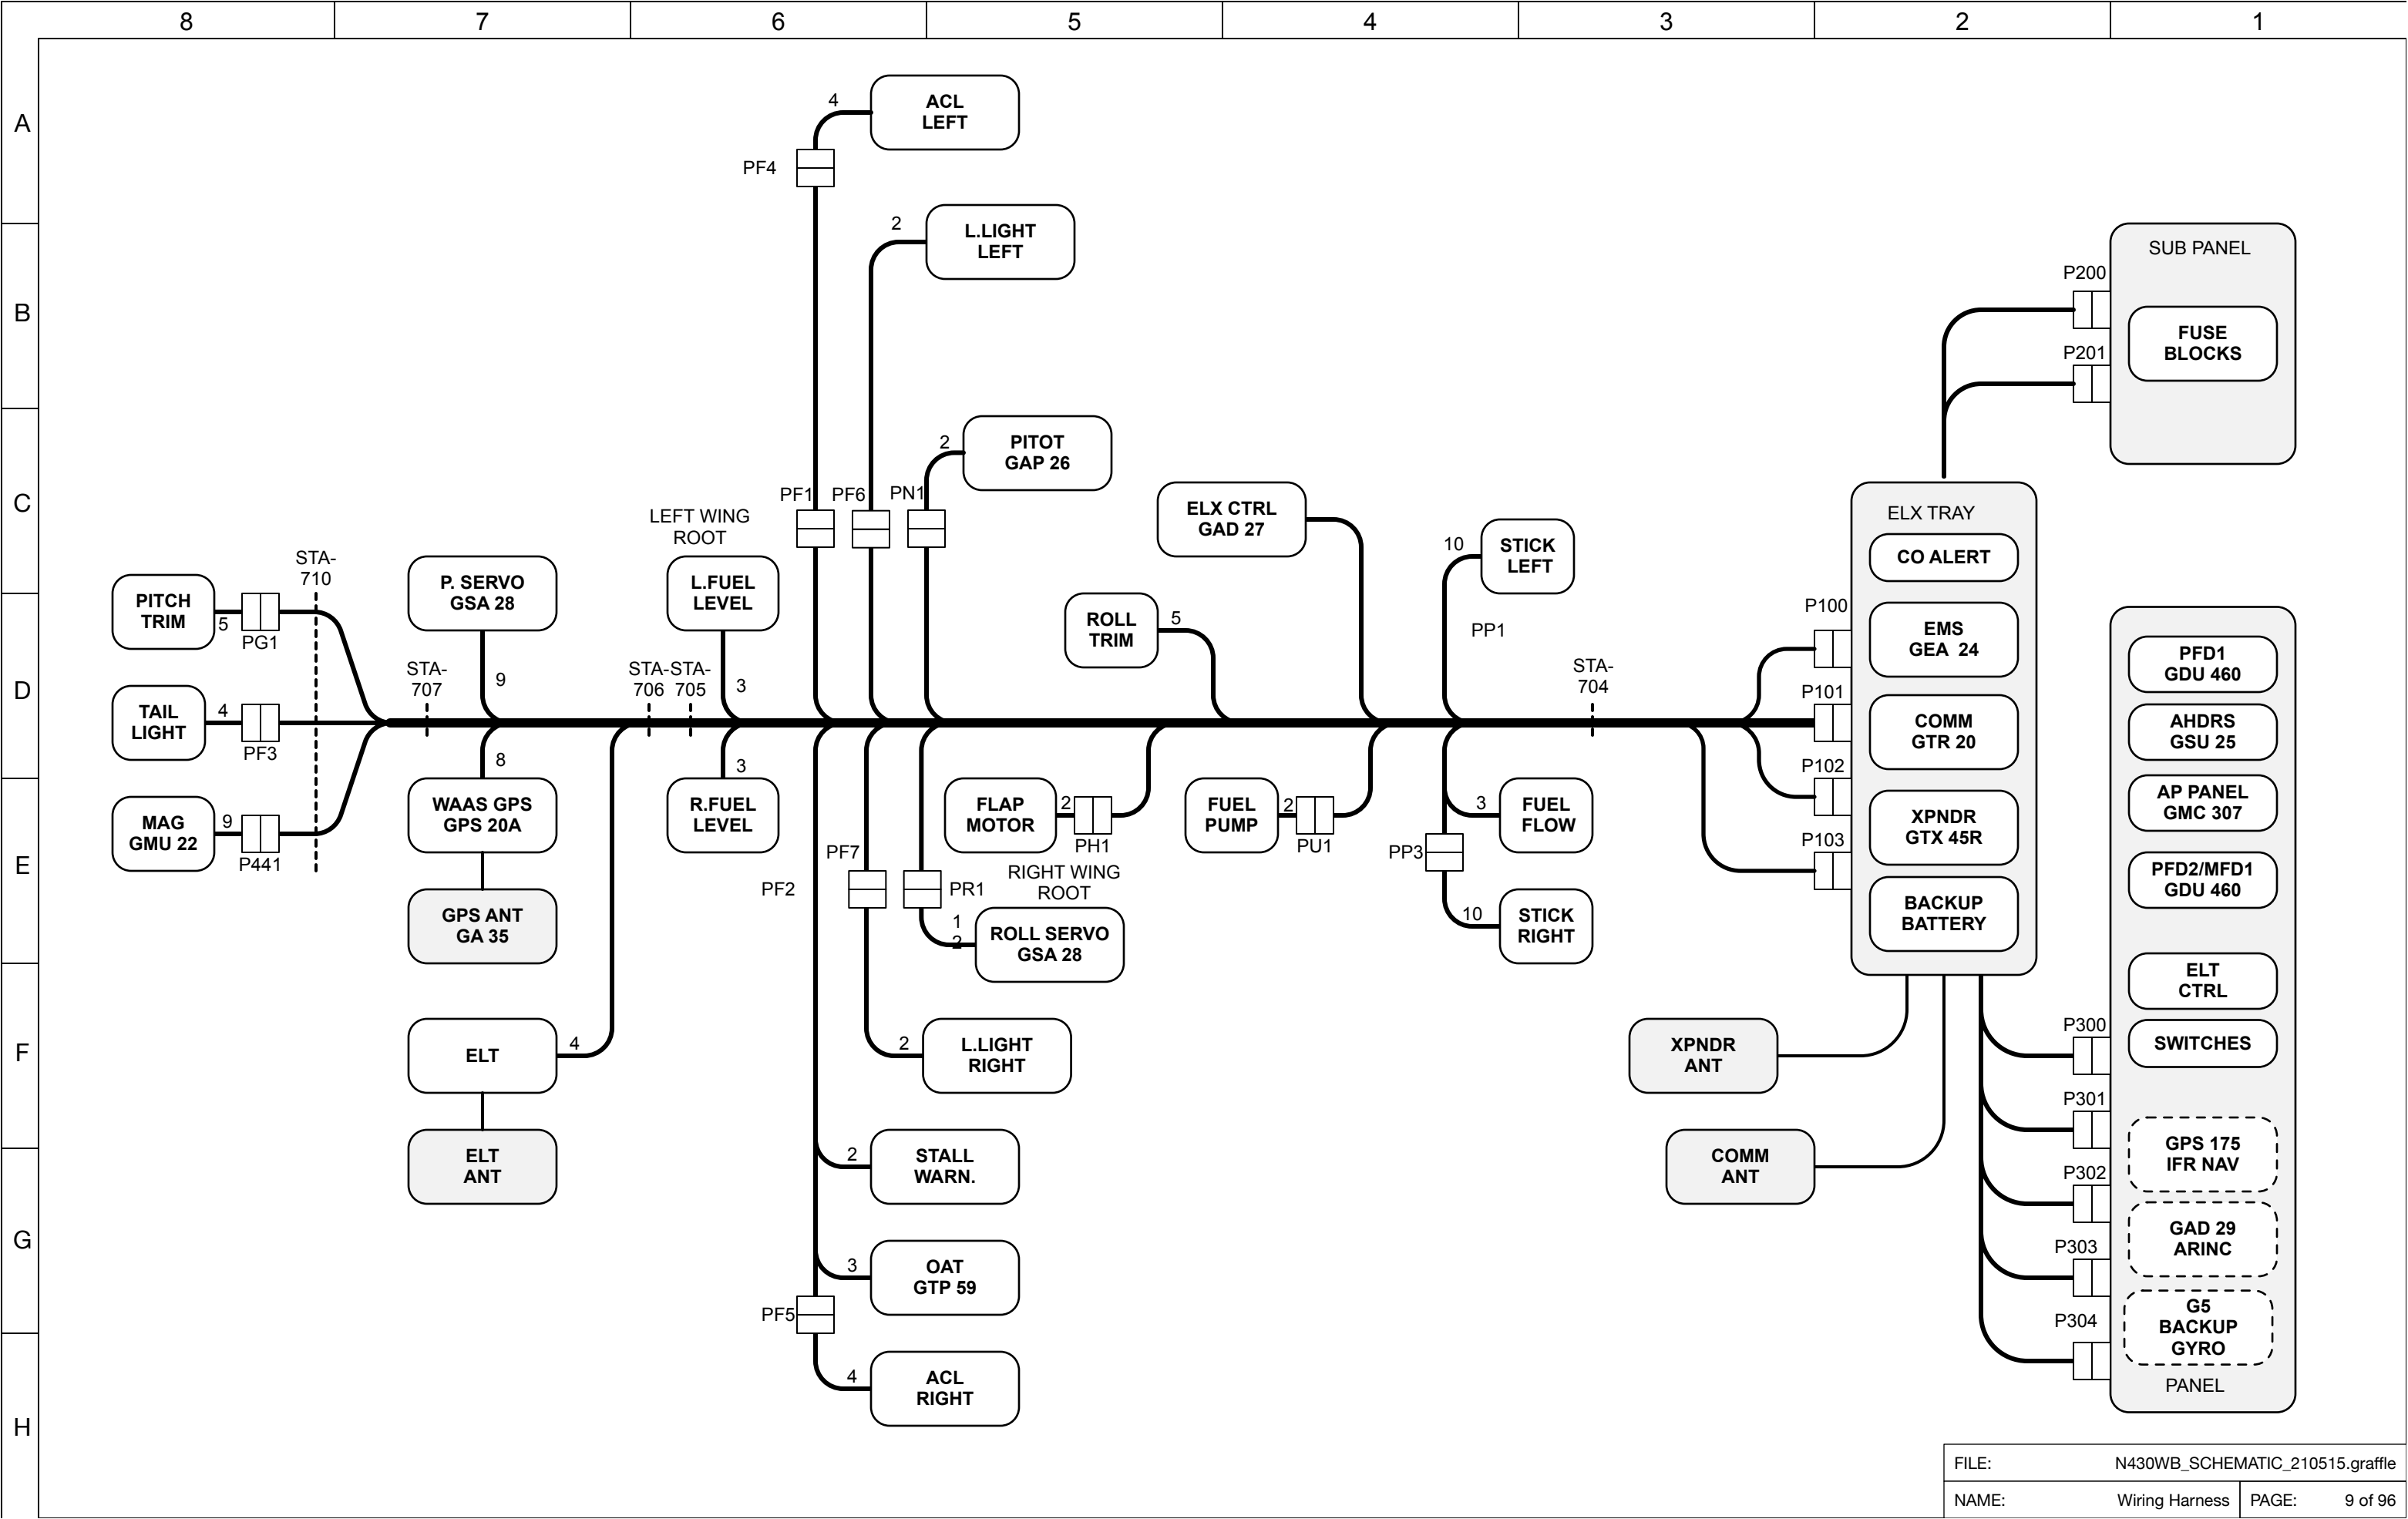 8 7 6 5 4 3 2 1
A
B
C
D
E
F
G
H
4
ACL
LEFT
PF4
2
L.LIGHT
LEFT
SUB PANEL
P200
FUSE
BLOCKS
P201
2
PITOT
GAP 26
PF1 PF6 PN1
LEFT WING
ROOT
ELX CTRL
GAD 27
10
STICK
LEFT
PP1
ELX TRAY
CO ALERT
EMS
GEA 24
COMM
GTR 20
XPNDR
GTX 45R
BACKUP
BATTERY
P100
P101
P102
P103
STA-
710
PITCH
TRIM
5
PG1
TAIL
LIGHT
4
PF3
MAG
GMU 22
9
P441
STA-
707
P. SERVO
GSA 28
9
8
WAAS GPS
GPS 20A
GPS ANT
GA 35
STA-
706
STA-
705
L.FUEL
LEVEL
3
3
R.FUEL
LEVEL
ROLL
TRIM
5
STA-
704
FLAP
MOTOR
2
PH1
FUEL
PUMP
2
PU1
3
FUEL
FLOW
PP3
10
STICK
RIGHT
PF2
PF7
PR1
RIGHT WING
ROOT
1
2
ROLL SERVO
GSA 28
ELT
4
ELT
ANT
2
L.LIGHT
RIGHT
2
STALL
WARN.
3
OAT
GTP 59
PF5
4
ACL
RIGHT
XPNDR
ANT
COMM
ANT
PFD1
GDU 460
AHDRS
GSU 25
AP PANEL
GMC 307
PFD2/MFD1
GDU 460
ELT
CTRL
SWITCHES
GPS 175
IFR NAV
GAD 29
ARINC
G5
BACKUP
GYRO
PANEL
P300
P301
P302
P303
P304
FILE: N430WB_SCHEMATIC_210515.graffle
NAME: Wiring Harness PAGE: 9 of 96